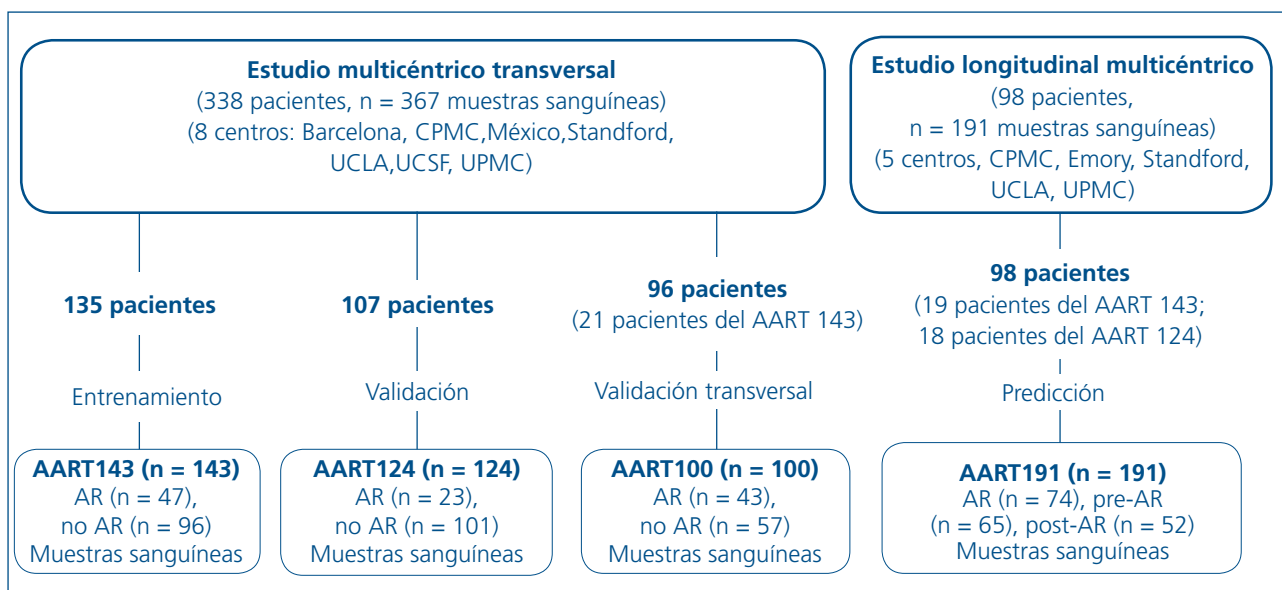 Estudio multicéntrico transversal
(338 pacientes, n = 367 muestras sanguíneas)
(8 centros: Barcelona, CPMC,México,Standford,
UCLA,UCSF, UPMC)
Estudio longitudinal multicéntrico
(98 pacientes,
n = 191 muestras sanguíneas)
(5 centros, CPMC, Emory, Standford,
UCLA, UPMC)
135 pacientes
107 pacientes
96 pacientes
(21 pacientes del AART 143)
98 pacientes
(19 pacientes del AART 143;
18 pacientes del AART 124)
Entrenamiento
Validación
Validación transversal
Predicción
AART143 (n = 143)
AR (n = 47),
no AR (n = 96)
Muestras sanguíneas
AART124 (n = 124)
AR (n = 23),
no AR (n = 101)
Muestras sanguíneas
AART100 (n = 100)
AR (n = 43),
no AR (n = 57)
Muestras sanguíneas
AART191 (n = 191)
AR (n = 74), pre-AR
(n = 65), post-AR (n = 52)
Muestras sanguíneas